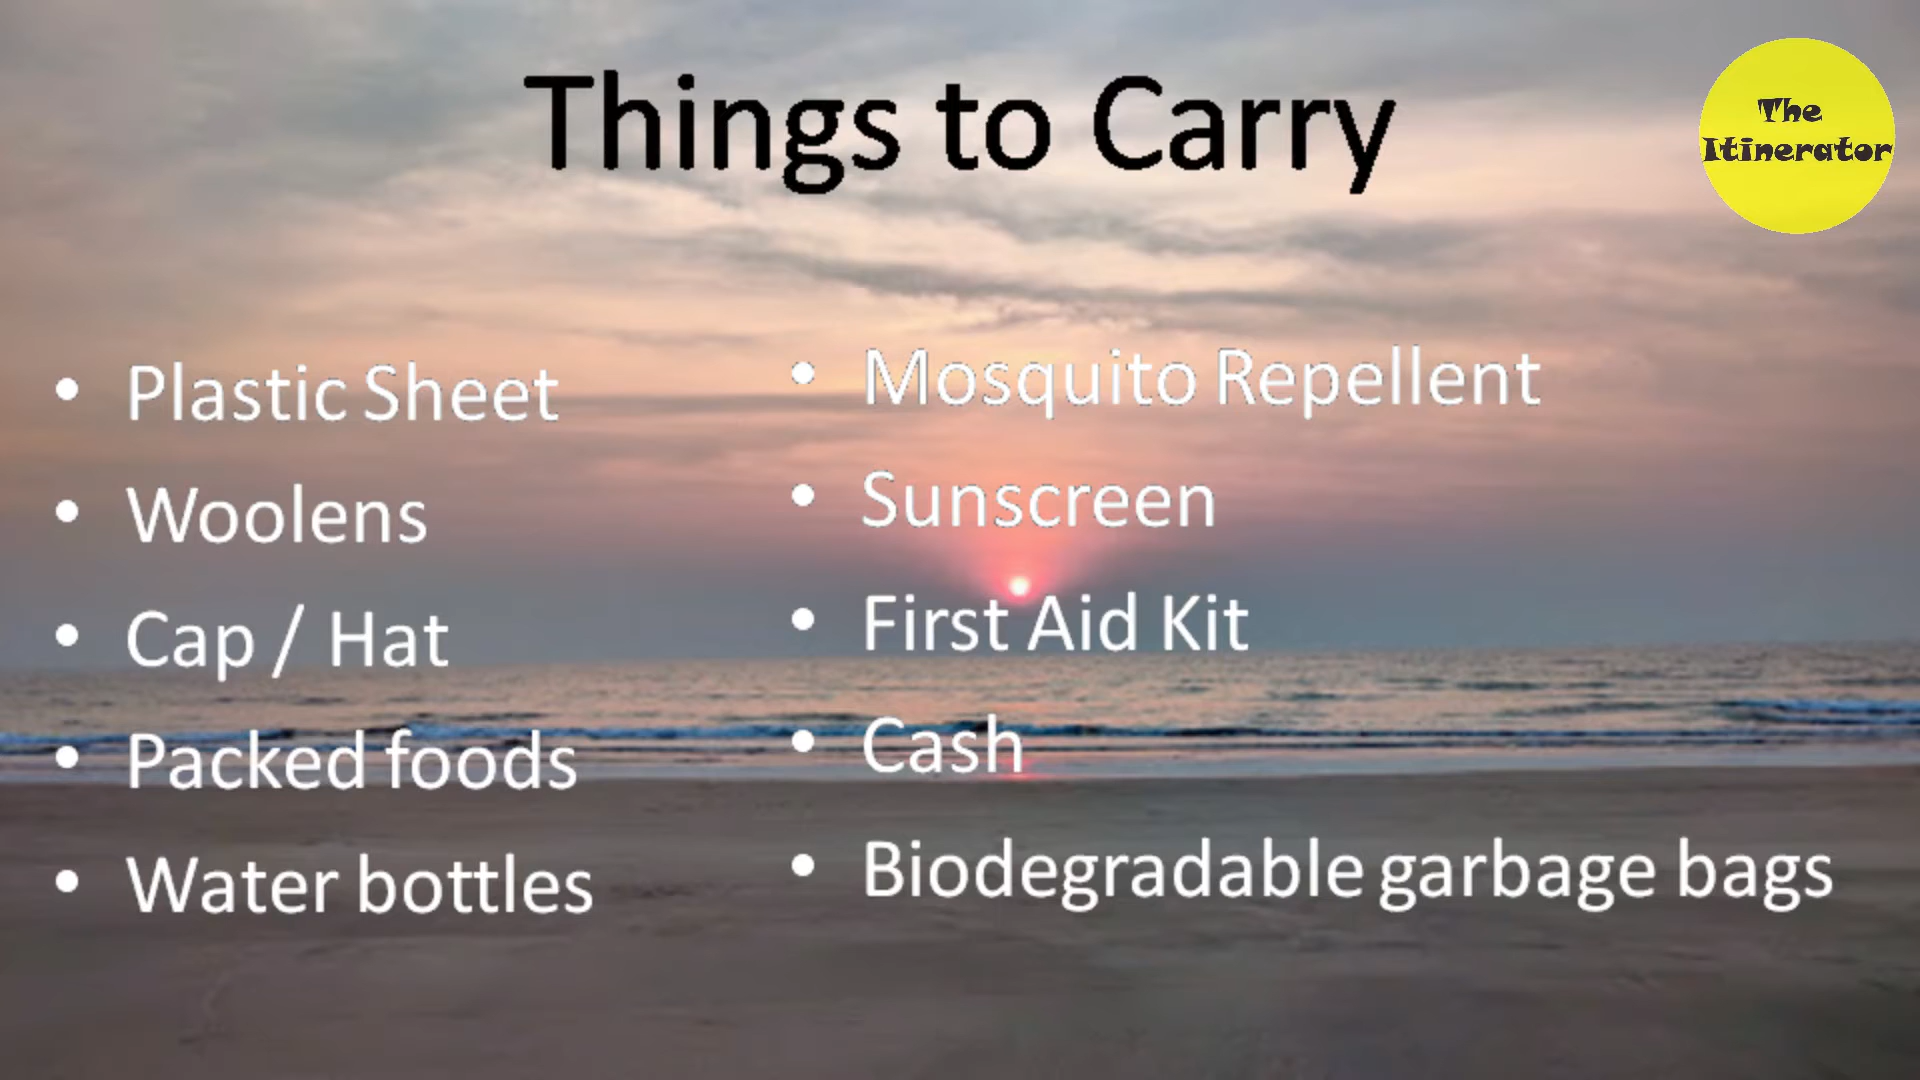 Things to Carry
The
Itinerator
• Plastic Sheet
• Woolens
• Cap / Hat
• Packed foods
• Water bottles
• Mosquito Repellent
• Sunscreen
• First Aid Kit
• Cash
• Biodegradable garbage bags